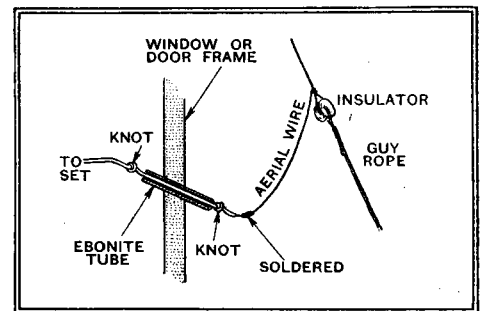 WINDOW OR
DOOR FRAME
INSULATOR
KNOT
AERIAL WIRE
GUY
ROPE
TO
SET
EBONITE
TUBE
KNOT
SOLDERED